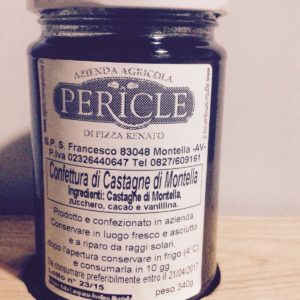 AZIENDA AGRICOLA
PERICLE
DI PIZZA RENATO
S.P.S. Francesco 83048 Montella -AV-
P.iva 02326440647 Tel 0827/609161
Confettura di Castagne di Montella
Ingredienti: Castagne di Montella,
zucchero, cacao e vanillina.
Prodotto e confezionato in azienda
Conservare in luogo fresco e asciutto
e a riparo da raggi solari,
dopo l'apertura conservare in frigo (4°C)
e consumarla in 10 gg.
Da consumare preferibilmente entro il 21/04/2017
Lotto n° 23/15 peso 340g